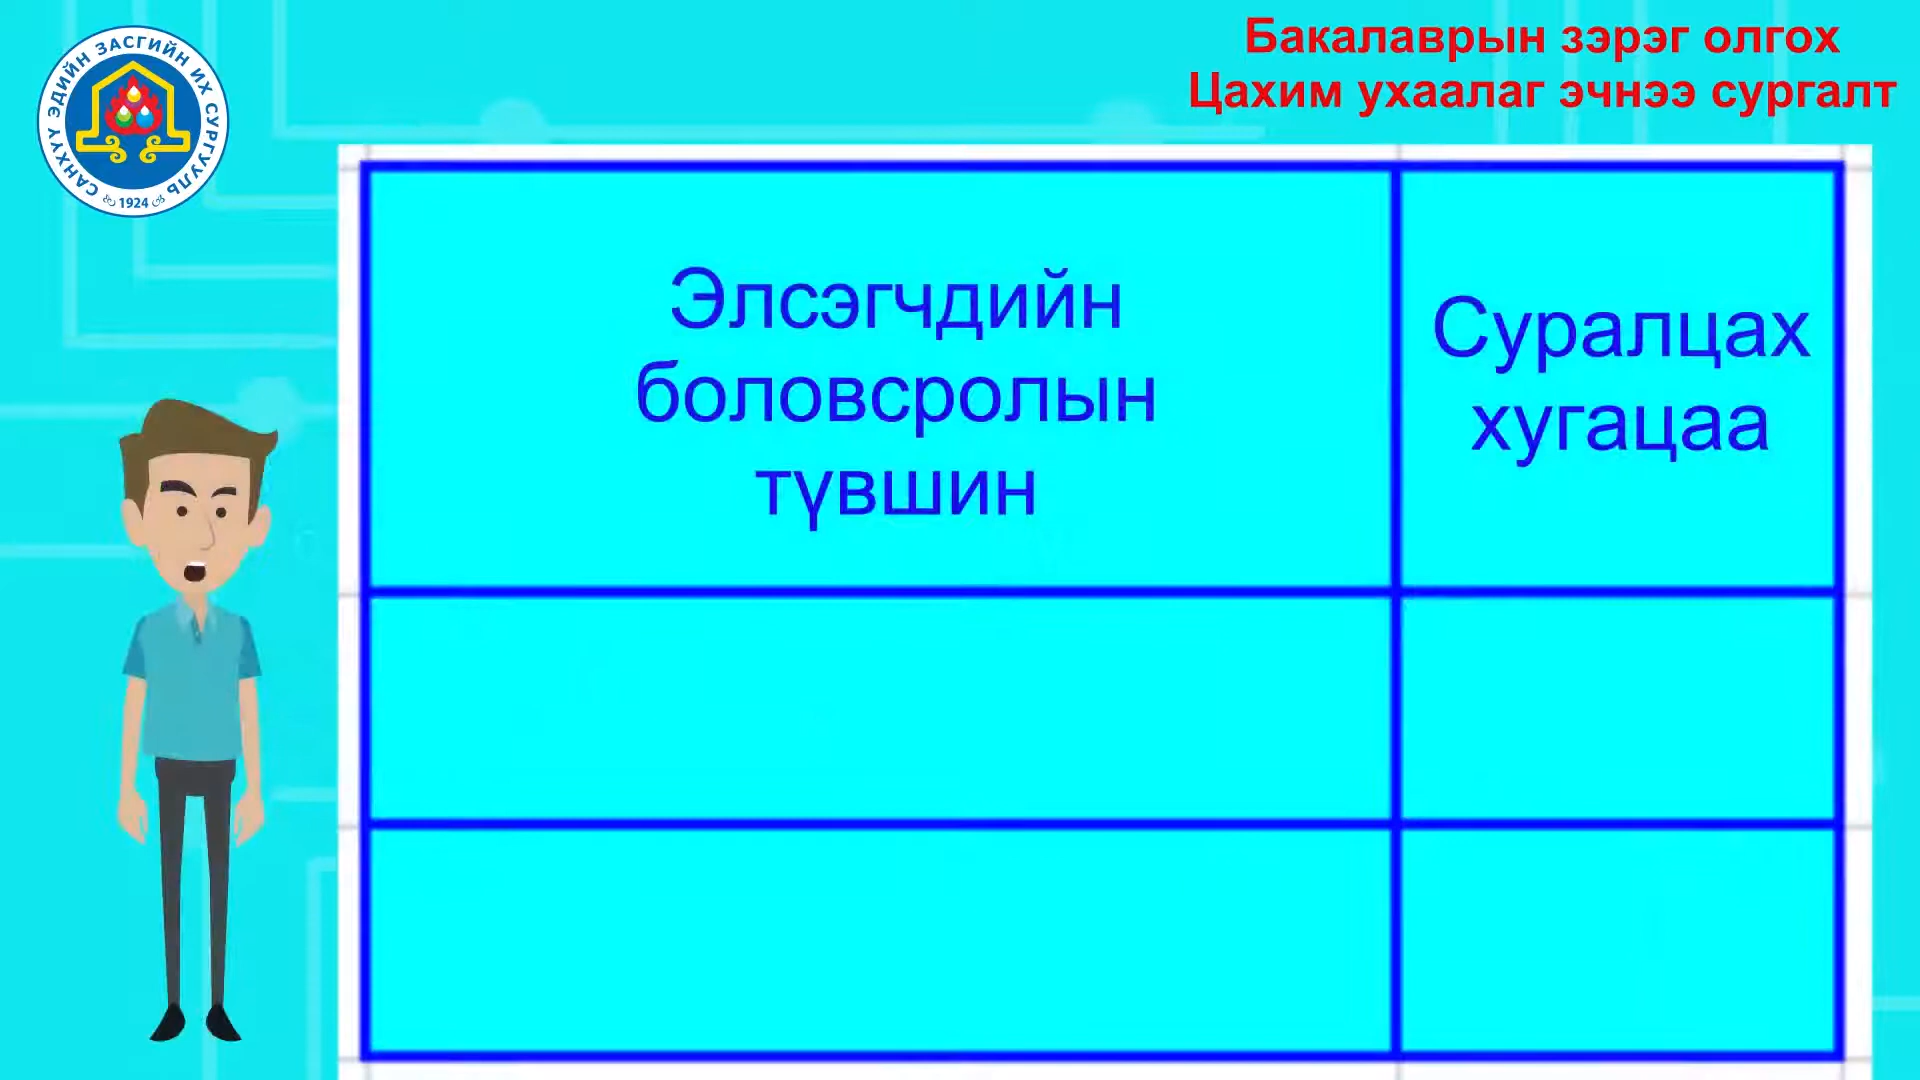 САНХҮҮ ЭДИЙН ЗАСГИЙН ИХ СУРГУУЛЬ
1924
Бакалаврын зэрэг олгох
Цахим ухаалаг эчнээ сургалт
Элсэгчдийн
боловсролын
түвшин
Суралцах
хугацаа